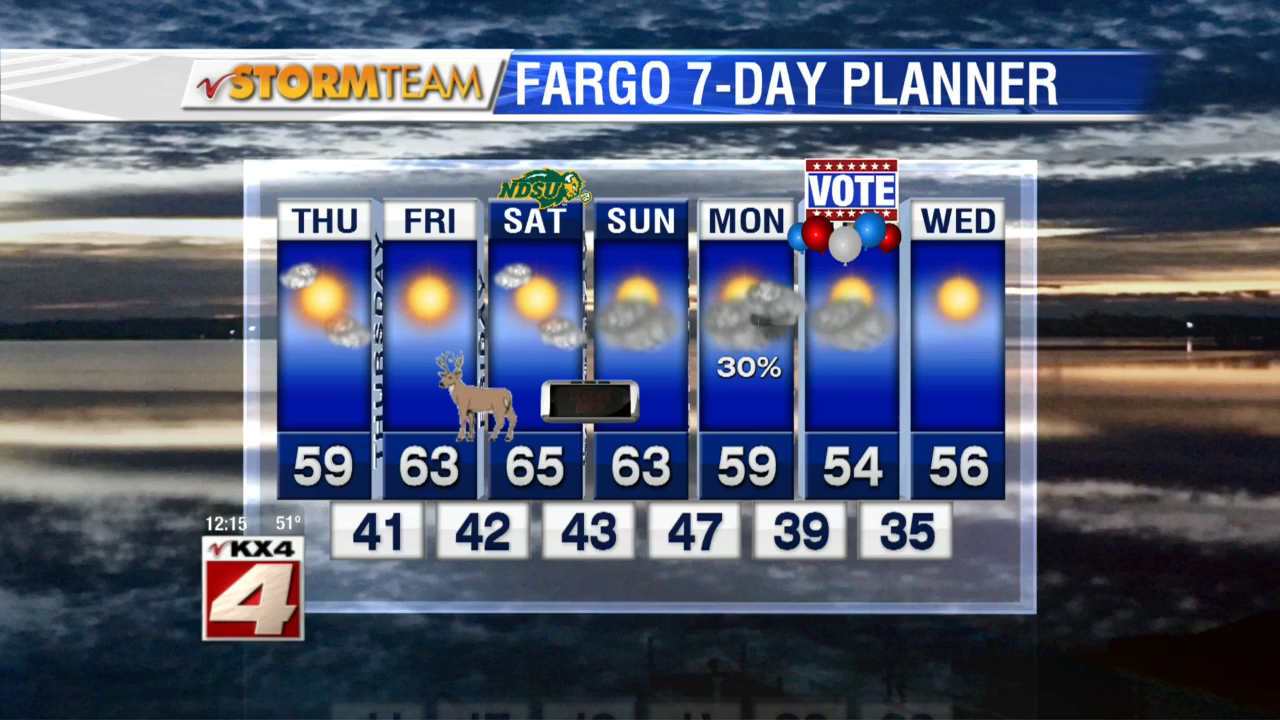 STORMTEAM FARGO 7-DAY PLANNER
NDSU
VOTE
THU FRI SAT SUN MON WED
THURSDAY
30%
59 63 65 63 59 54 56
41 42 43 47 39 35
12:15 51°
KX4
4